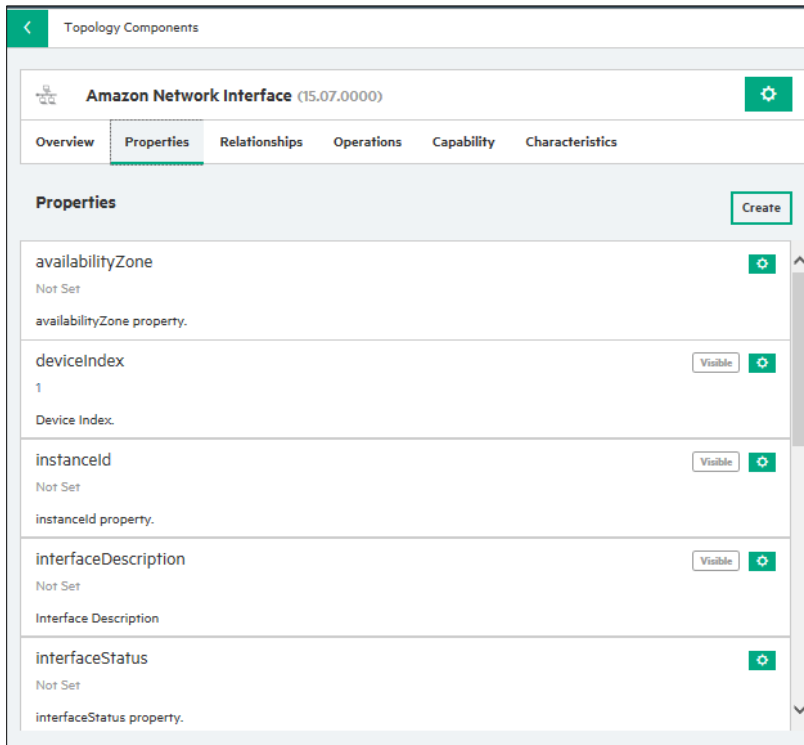 Topology Components
Amazon Network Interface (15.07.0000)
Overview Properties Relationships Operations Capability Characteristics
Properties
Create
availabilityZone
Not Set
availabilityZone property.
deviceIndex
Visible
1
Device Index.
instanceId
Visible
Not Set
instanceId property.
interfaceDescription
Visible
Not Set
Interface Description
interfaceStatus
Not Set
interfaceStatus property.